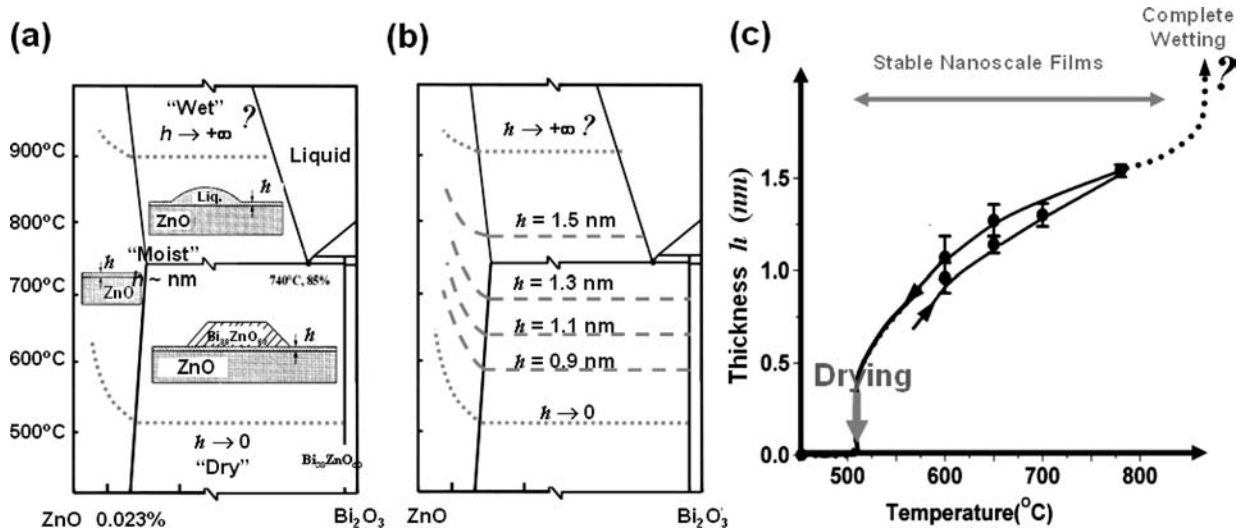 (a)
"Wet"
h → +∞ ?
Liquid
900°C
800°C
700°C
600°C
500°C
Liq.
h
ZnO
"Moist"
h ~ nm
h
ZnO
740°C, 85%
h
ZnO
h → 0
"Dry"
ZnO 0.023%
Bi₂O₃
(b)
h → +∞ ?
h = 1.5 nm
h = 1.3 nm
h = 1.1 nm
h = 0.9 nm
h → 0
ZnO
Bi₂O₃
(c)
Complete
Wetting
?
Stable Nanoscale Films
Thickness h (nm)
1.5
1.0
0.5
0.0
Drying
500
600
700
800
Temperature(°C)